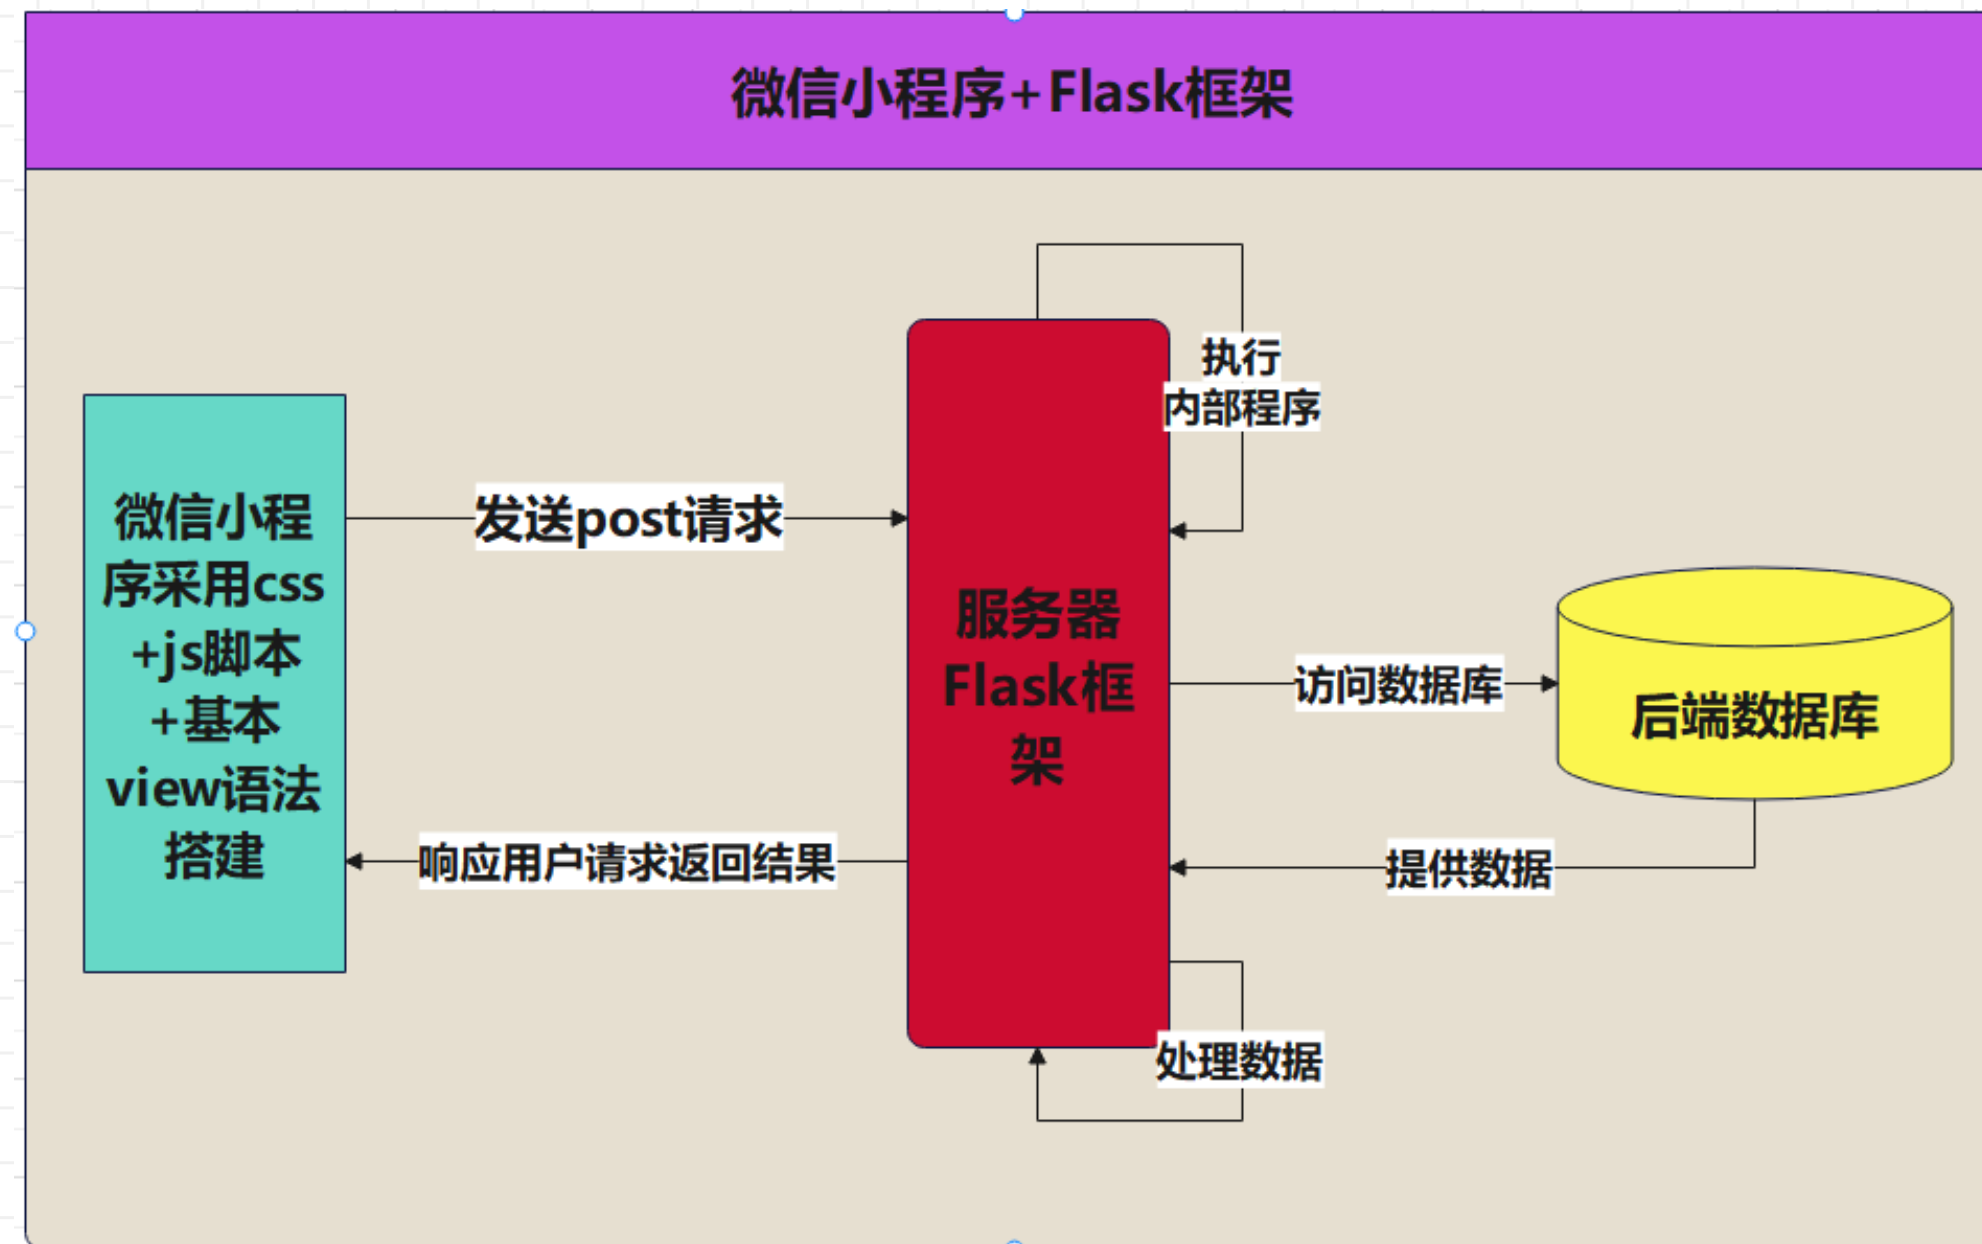 微信小程序+Flask框架
执行
内部程序
微信小程
序采用css
+js脚本
+基本
view语法
搭建
发送post请求
服务器
Flask框
架
访问数据库
后端数据库
响应用户请求返回结果
提供数据
处理数据